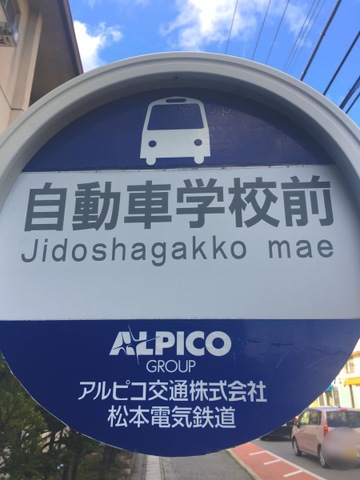 自動車学校前
Jidoshagakko mae
ALPICO
GROUP
アルピコ交通株式会社
松本電気鉄道